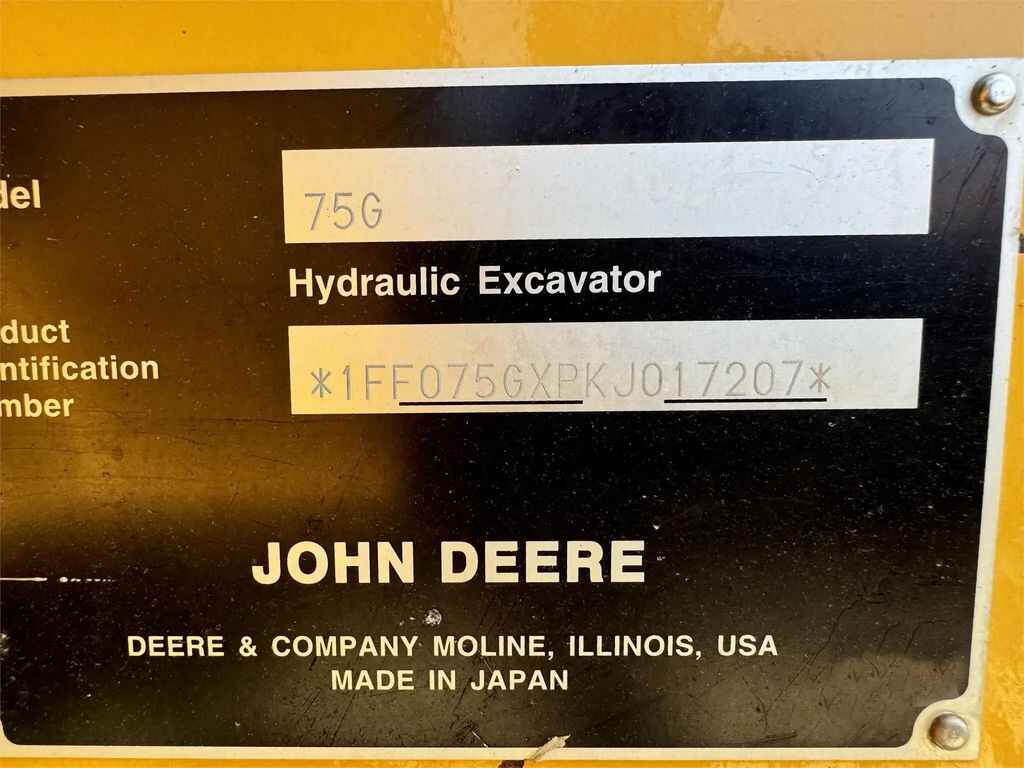 del
75G
Hydraulic Excavator
duct
ntification
mber
*1FF075GXPKJ017207*
JOHN DEERE
DEERE & COMPANY MOLINE, ILLINOIS, USA
MADE IN JAPAN